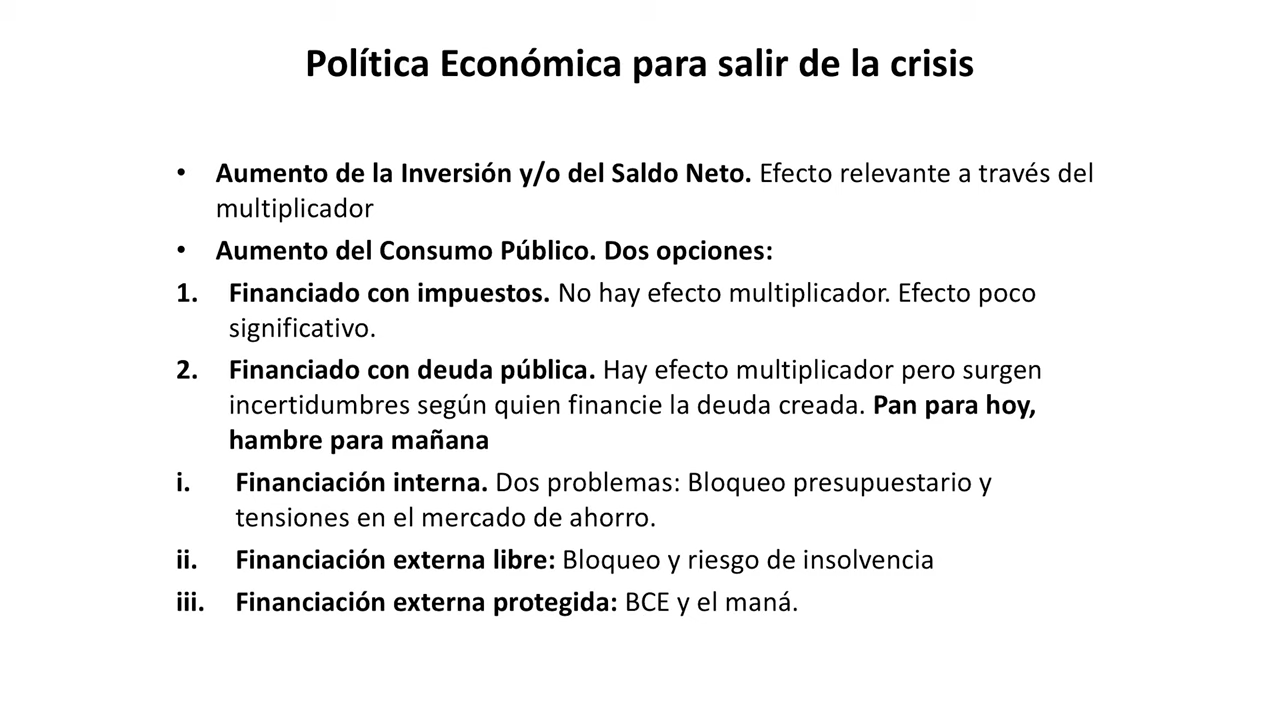 Política Económica para salir de la crisis
• Aumento de la Inversión y/o del Saldo Neto. Efecto relevante a través del
multiplicador
• Aumento del Consumo Público. Dos opciones:
1. Financiado con impuestos. No hay efecto multiplicador. Efecto poco
significativo.
2. Financiado con deuda pública. Hay efecto multiplicador pero surgen
incertidumbres según quien financie la deuda creada. Pan para hoy,
hambre para mañana
i. Financiación interna. Dos problemas: Bloqueo presupuestario y
tensiones en el mercado de ahorro.
ii. Financiación externa libre: Bloqueo y riesgo de insolvencia
iii. Financiación externa protegida: BCE y el maná.